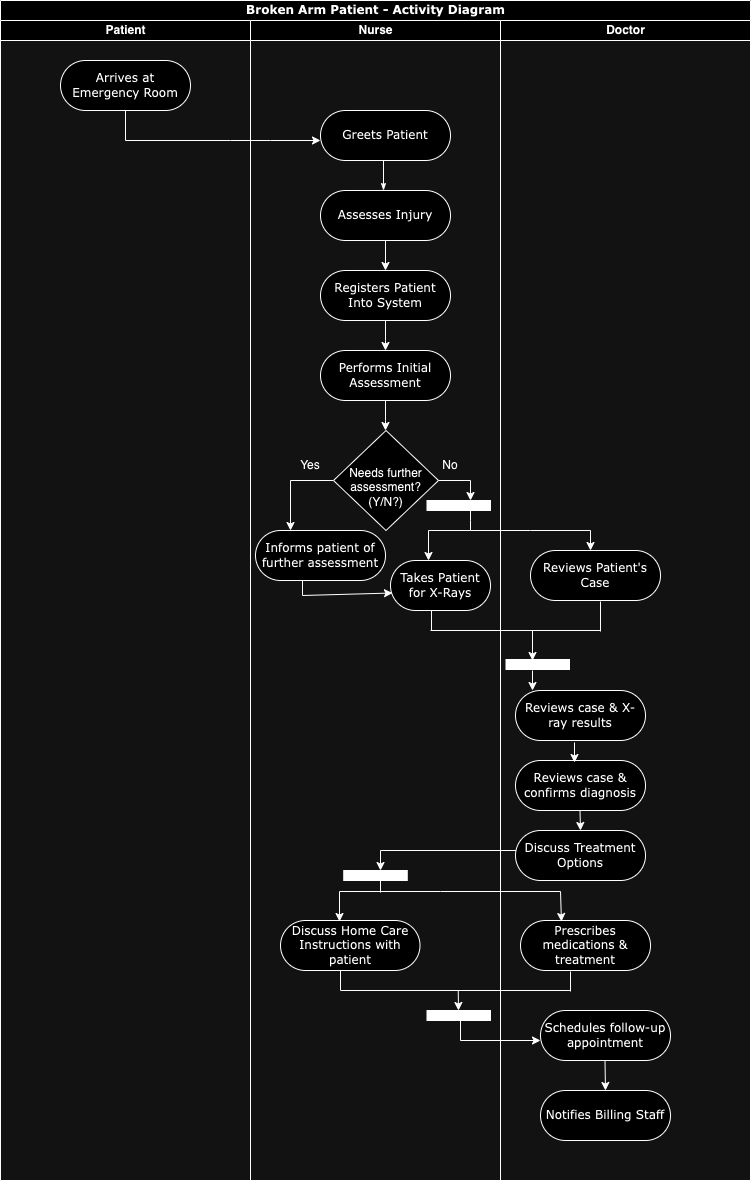 Broken Arm Patient - Activity Diagram
Patient
Nurse
Doctor
Arrives at
Emergency Room
Greets Patient
Assesses Injury
Registers Patient
Into System
Performs Initial
Assessment
Yes
No
Needs further
assessment?
(Y/N?)
Informs patient of
further assessment
Takes Patient
for X-Rays
Reviews Patient's
Case
Reviews case & X-
ray results
Reviews case &
confirms diagnosis
Discuss Treatment
Options
Discuss Home Care
Instructions with
patient
Prescribes
medications &
treatment
Schedules follow-up
appointment
Notifies Billing Staff